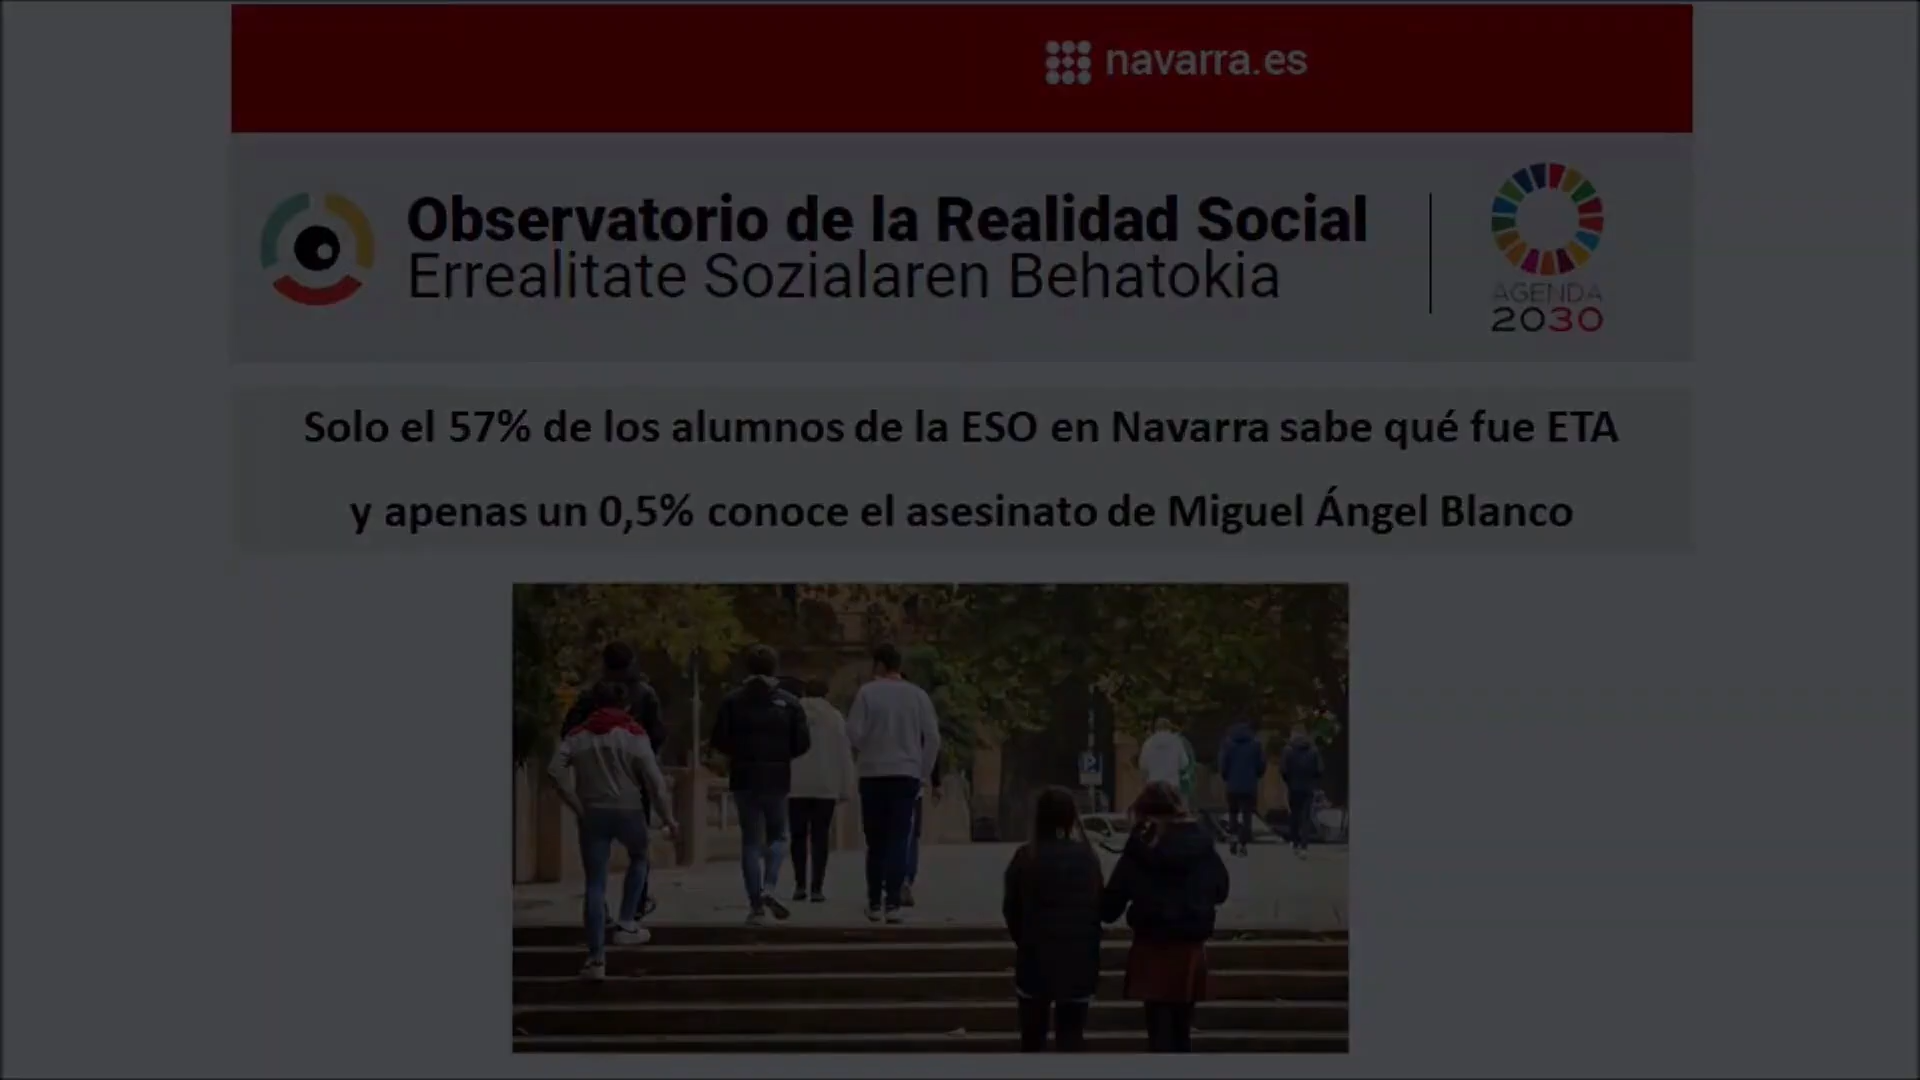 navarra.es
Observatorio de la Realidad Social
Errealitate Sozialaren Behatokia
AGENDA
2030
Solo el 57% de los alumnos de la ESO en Navarra sabe qué fue ETA
y apenas un 0,5% conoce el asesinato de Miguel Ángel Blanco
P